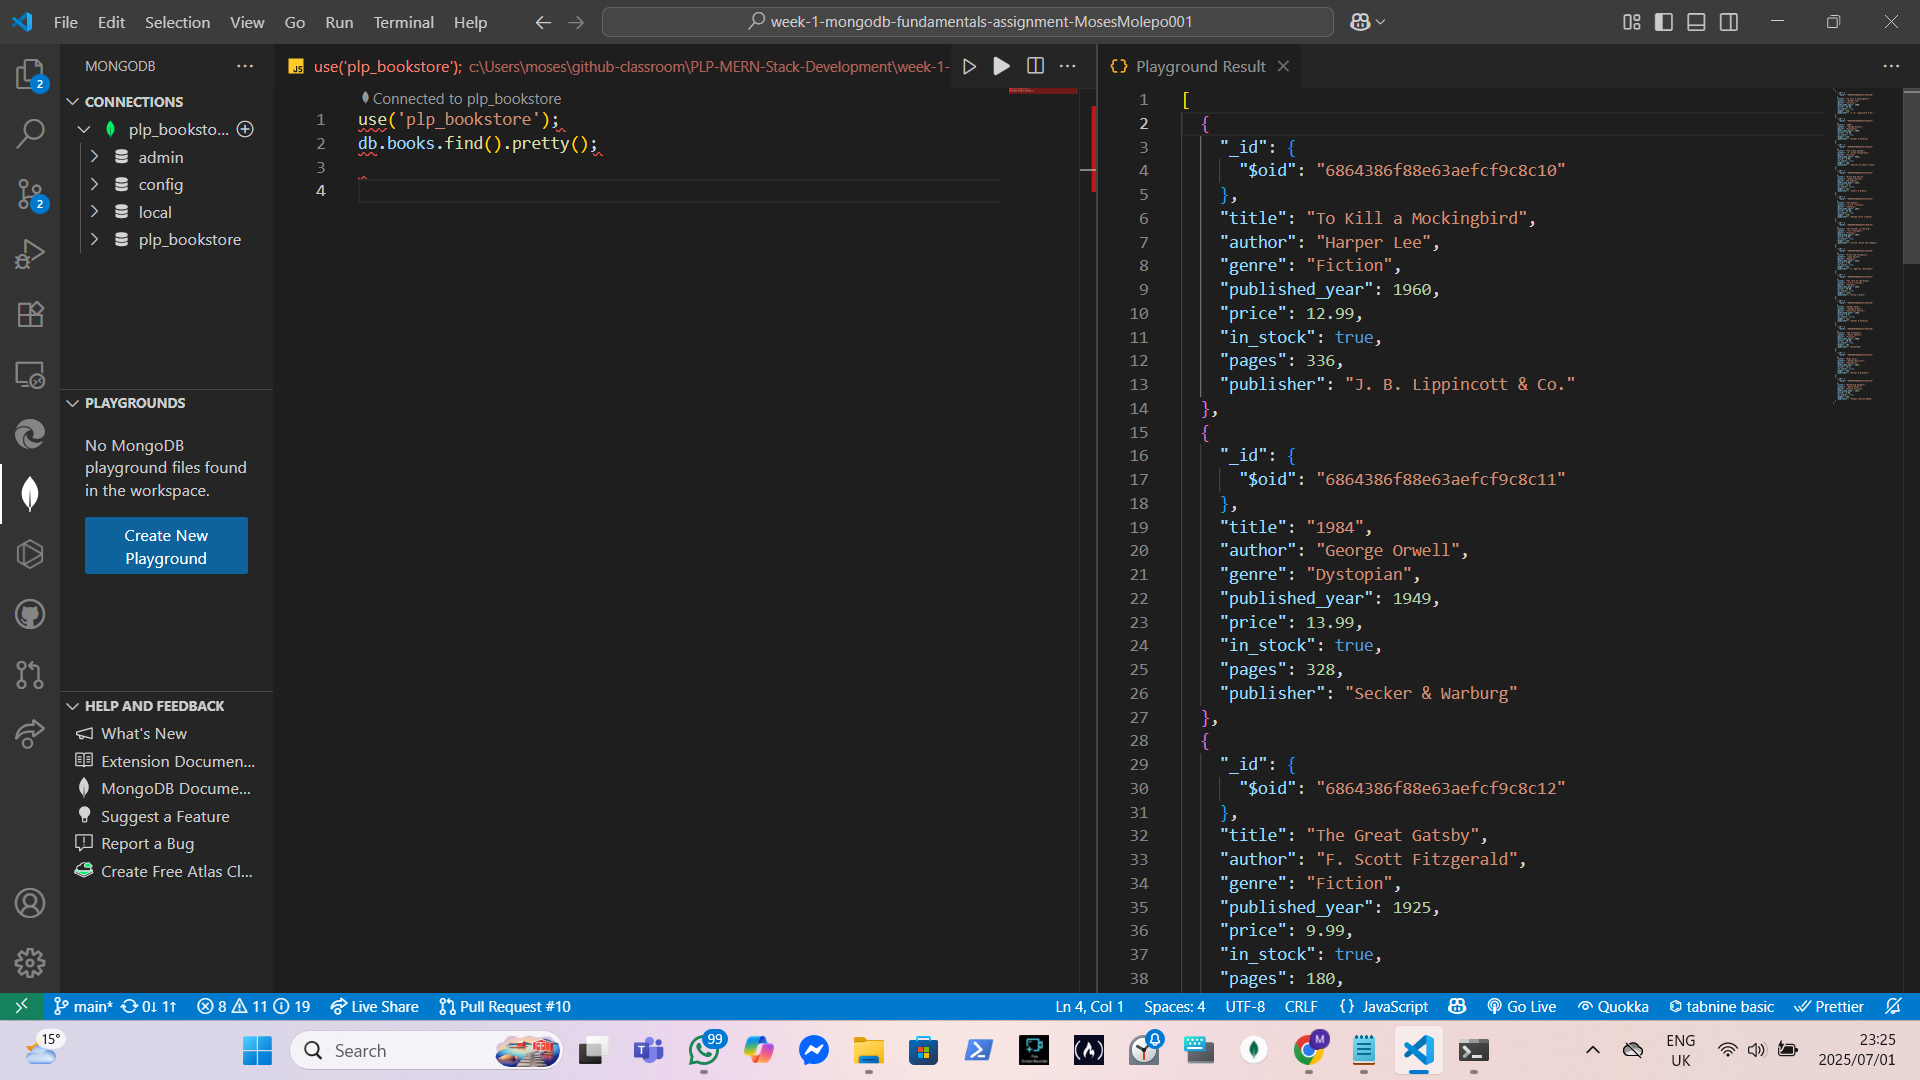 File Edit Selection View Go Run Terminal Help
week-1-mongodb-fundamentals-assignment-MosesMolepo001
MONGODB
CONNECTIONS
plp_booksto...
admin
config
local
plp_bookstore
PLAYGROUNDS
No MongoDB
playground files found
in the workspace.
Create New
Playground
HELP AND FEEDBACK
What's New
Extension Documen...
MongoDB Docume...
Suggest a Feature
Report a Bug
Create Free Atlas Cl...
2
2
JS use('plp_bookstore'); c:\Users\moses\github-classroom\PLP-MERN-Stack-Development\week-1-
Connected to plp_bookstore
1 use('plp_bookstore');
2 db.books.find().pretty();
3
4
{} Playground Result
1 [
2 {
3 "_id": {
4 "$oid": "6864386f88e63aefcf9c8c10"
5 },
6 "title": "To Kill a Mockingbird",
7 "author": "Harper Lee",
8 "genre": "Fiction",
9 "published_year": 1960,
10 "price": 12.99,
11 "in_stock": true,
12 "pages": 336,
13 "publisher": "J. B. Lippincott & Co."
14 },
15 {
16 "_id": {
17 "$oid": "6864386f88e63aefcf9c8c11"
18 },
19 "title": "1984",
20 "author": "George Orwell",
21 "genre": "Dystopian",
22 "published_year": 1949,
23 "price": 13.99,
24 "in_stock": true,
25 "pages": 328,
26 "publisher": "Secker & Warburg"
27 },
28 {
29 "_id": {
30 "$oid": "6864386f88e63aefcf9c8c12"
31 },
32 "title": "The Great Gatsby",
33 "author": "F. Scott Fitzgerald",
34 "genre": "Fiction",
35 "published_year": 1925,
36 "price": 9.99,
37 "in_stock": true,
38 "pages": 180,
main* 0↓ 1↑ 8 11 19 Live Share Pull Request #10
Ln 4, Col 1 Spaces: 4 UTF-8 CRLF {} JavaScript Go Live Quokka tabnine basic Prettier
15°
Search
99
M
ENG
UK
23:25
2025/07/01